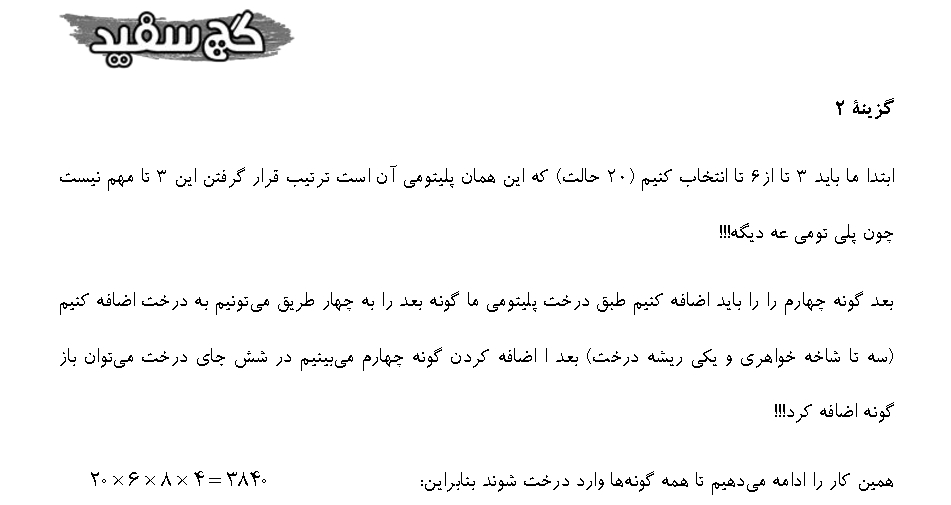 گچ سفید
گزینهٔ ۲
ابتدا ما باید ۳ تا از۶ تا انتخاب کنیم (۲۰ حالت) که این همان پلیتومی آن است ترتیب قرار گرفتن این ۳ تا مهم نیست
چون پلی تومی عه دیگه!!!
بعد گونه چهارم را را باید اضافه کنیم طبق درخت پلیتومی ما گونه بعد را به چهار طریق می‌تونیم به درخت اضافه کنیم
(سه تا شاخه خواهری و یکی ریشه درخت) بعد ا اضافه کردن گونه چهارم می‌بینیم در شش جای درخت می‌توان باز
گونه اضافه کرد!!!
همین کار را ادامه می‌دهیم تا همه گونه‌ها وارد درخت شوند بنابراین: ۲۰×۶×۸×۴=۳۸۴۰